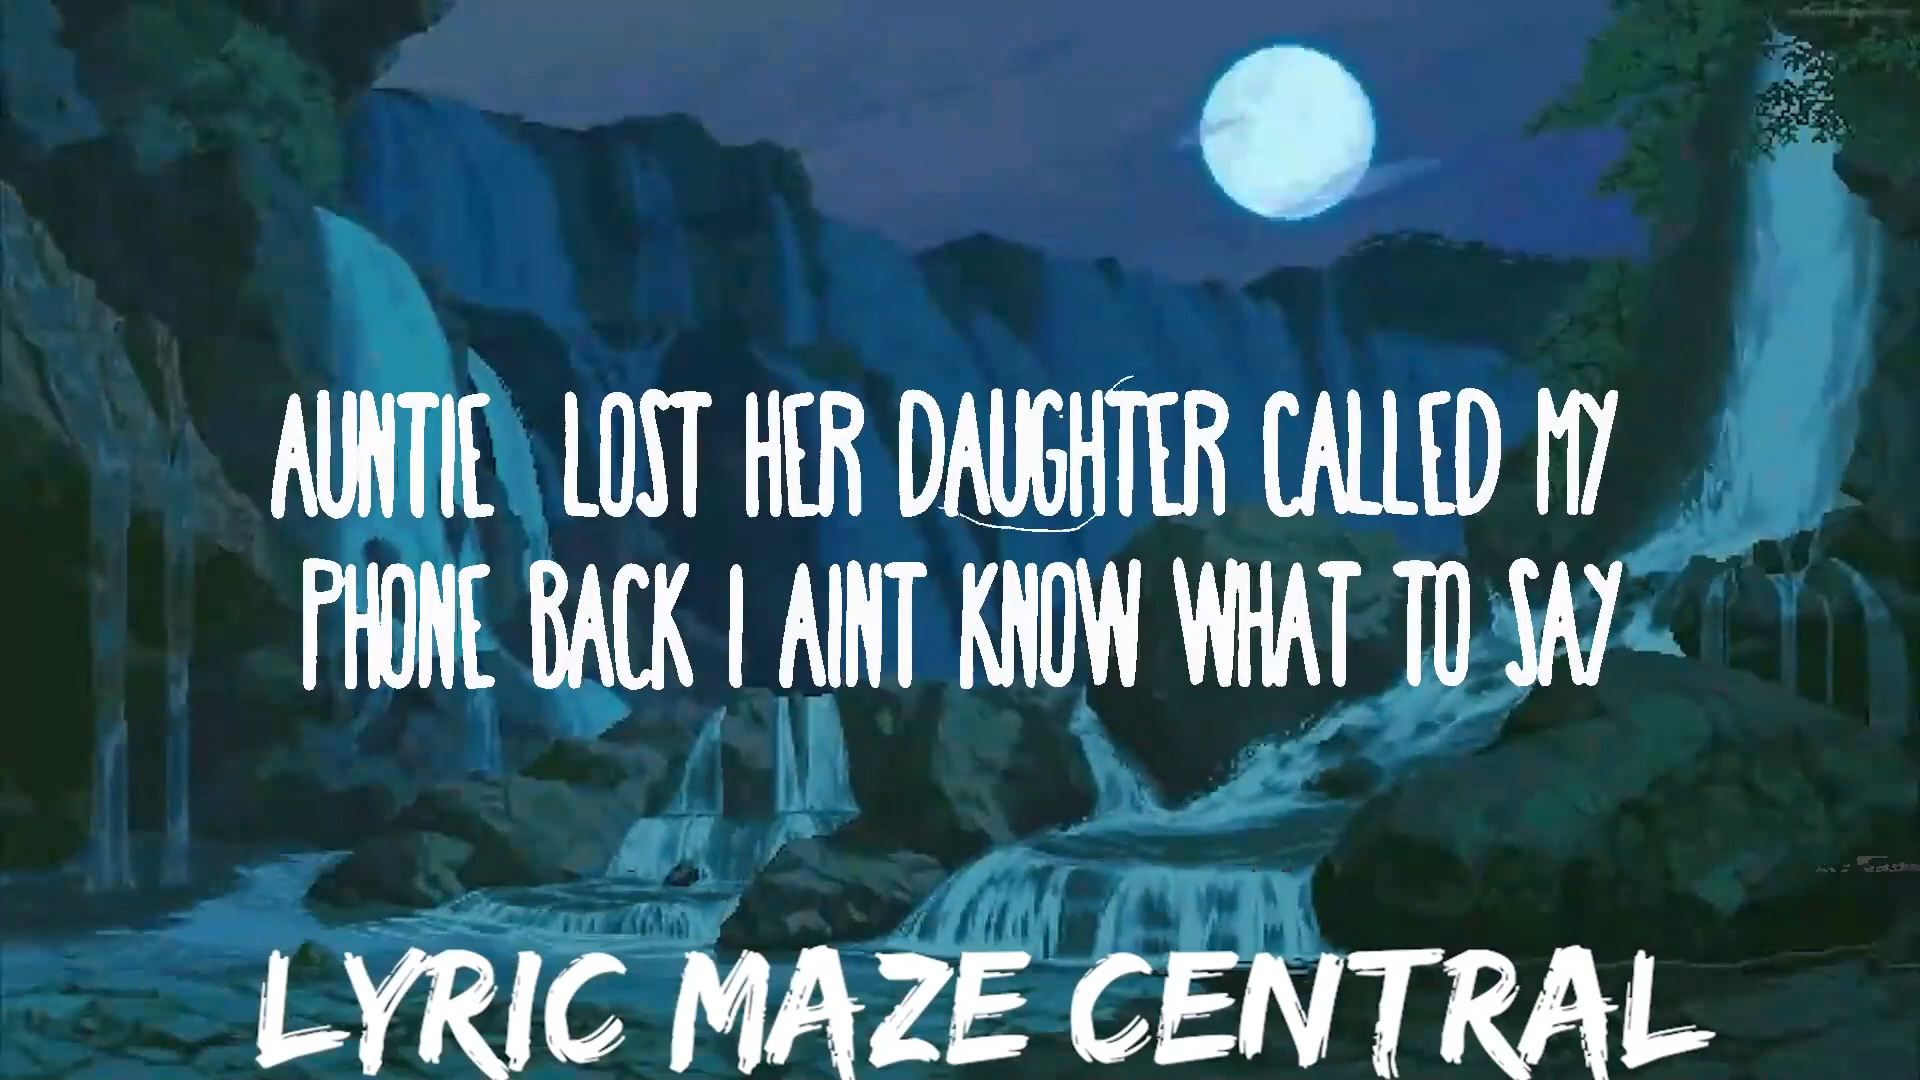 AUNTIE LOST HER DAUGHTER CALLED MY
PHONE BACK I AINT KNOW WHAT TO SAY
LYRIC MAZE CENTRAL